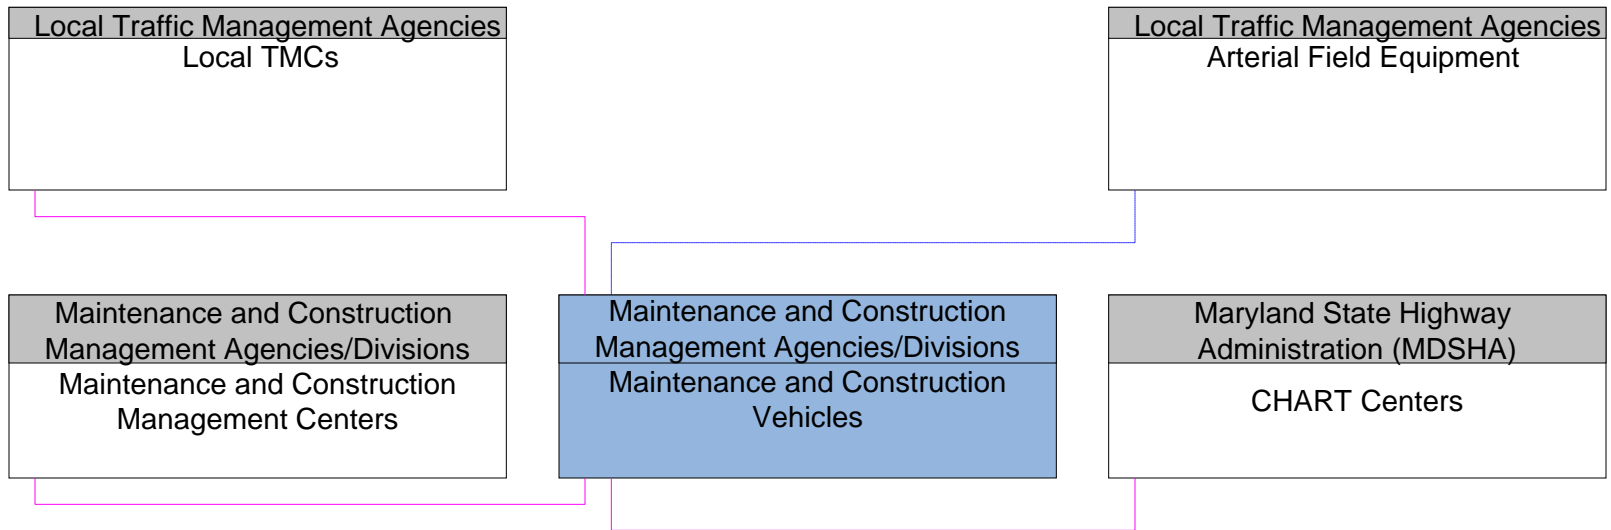 Local Traffic Management Agencies
Local TMCs
Local Traffic Management Agencies
Arterial Field Equipment
Maintenance and Construction
Management Agencies/Divisions
Maintenance and Construction
Management Centers
Maintenance and Construction
Management Agencies/Divisions
Maintenance and Construction
Vehicles
Maryland State Highway
Administration (MDSHA)
CHART Centers